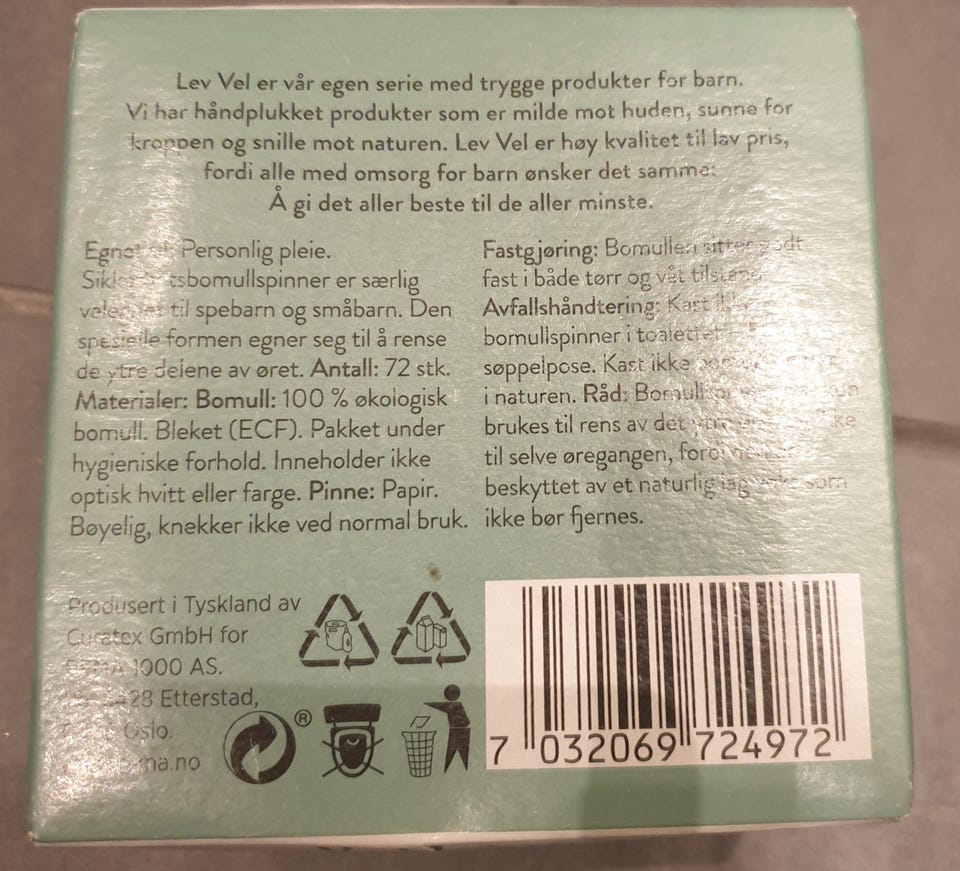 Lev Vel er vår egen serie med trygge produkter for barn.
Vi har håndplukket produkter som er milde mot huden, sunne for
kroppen og snille mot naturen. Lev Vel er høy kvalitet til lav pris,
fordi alle med omsorg for barn ønsker det samme:
Å gi det aller beste til de aller minste.
Personlig pleie.
er særlig
til spebarn og småbarn. Den
spesielle formen egner seg til å rense
de ytre delene av øret. Antall: 72 stk.
Materialer: Bomull: 100 % økologisk
bomull. Bleket (ECF). Pakket under
hygieniske forhold. Inneholder ikke
optisk hvitt eller farge. Pinne: Papir.
Bøyelig, knekker ikke ved normal bruk.
Fastgjøring: Bomullen sitter godt
fast i både tørr og våt
Avfallshåndtering: Kast
bomullspinner i toalettet
søppelpose. Kast ikke
i naturen. Råd:
brukes til rens av det
til selve øregangen,
beskyttet av et naturlig som
ikke bør fjernes.
Produsert i Tyskland av
Curatex GmbH for
1000 AS.
Etterstad,
Oslo.
®
7 032069 724972